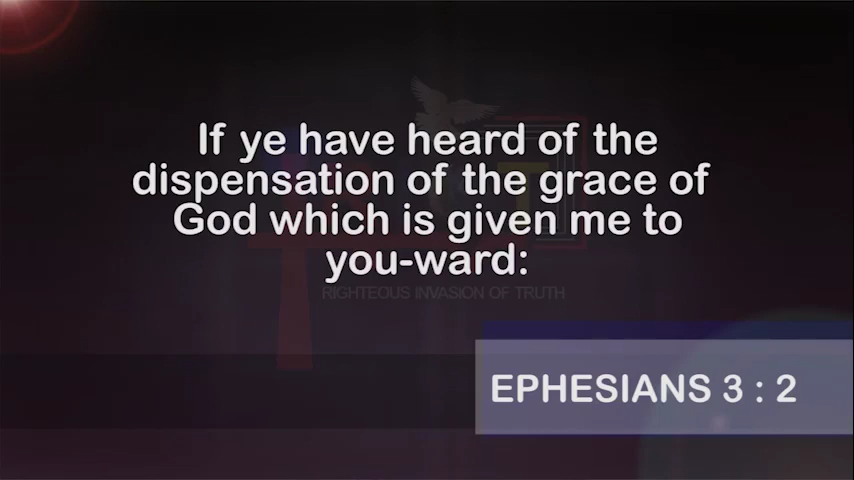 If ye have heard of the
dispensation of the grace of
God which is given me to
you-ward:
RIGHTEOUS INVASION OF TRUTH
EPHESIANS 3 : 2